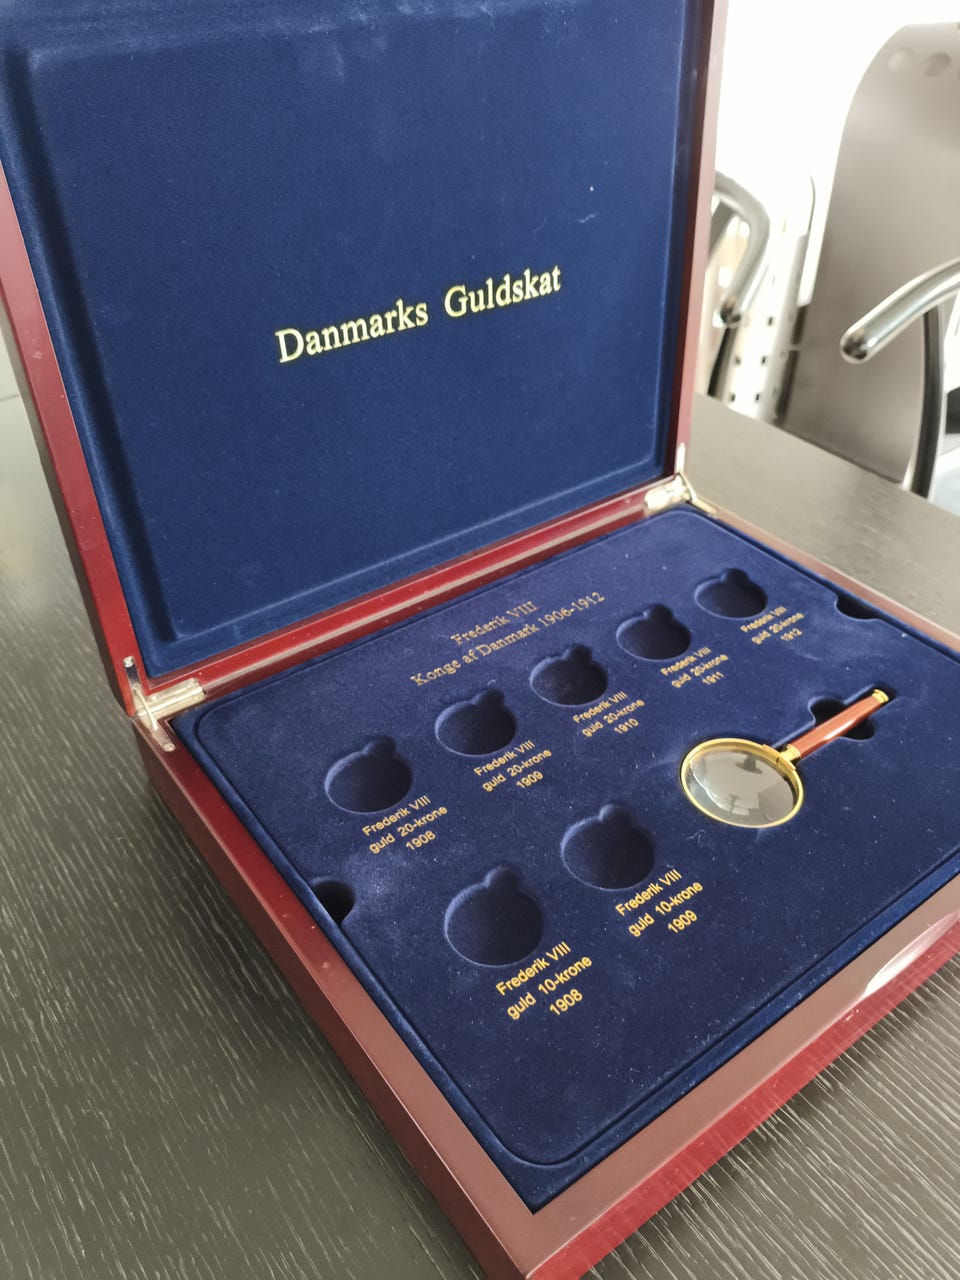 Danmarks Guldskat
Frederik VIII
Konge af Danmark 1906-1912
Frederik VIII
guld 20-krone
1908
Frederik VIII
guld 20-krone
1909
Frederik VIII
guld 20-krone
1910
Frederik VIII
guld 20-krone
1911
Frederik VIII
guld 20-krone
1912
Frederik VIII
guld 10-krone
1908
Frederik VIII
guld 10-krone
1909